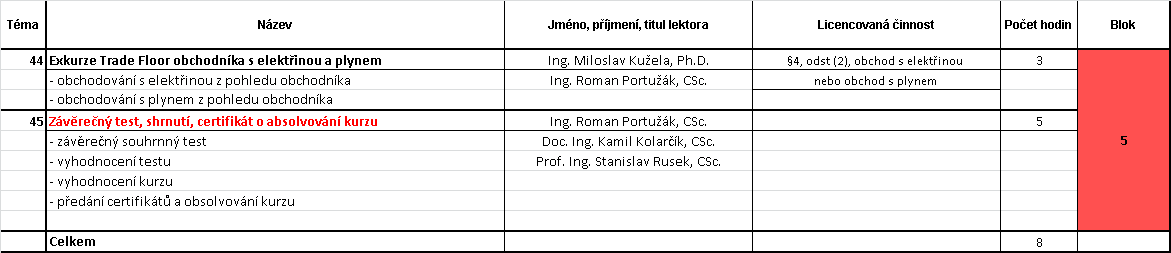 Téma Název Jméno, příjmení, titul lektora Licencovaná činnost Počet hodin Blok
44 Exkurze Trade Floor obchodníka s elektřinou a plynem Ing. Miloslav Kužela, Ph.D. §4, odst (2), obchod s elektřinou 3
- obchodování s elektřinou z pohledu obchodníka Ing. Roman Portužák, CSc. nebo obchod s plynem
- obchodování s plynem z pohledu obchodníka
45 Závěrečný test, shrnutí, certifikát o absolvování kurzu Ing. Roman Portužák, CSc. 5
- závěrečný souhrnný test Doc. Ing. Kamil Kolarčík, CSc. 5
- vyhodnocení testu Prof. Ing. Stanislav Rusek, CSc.
- vyhodnocení kurzu
- předání certifikátů a obsolvování kurzu
Celkem 8